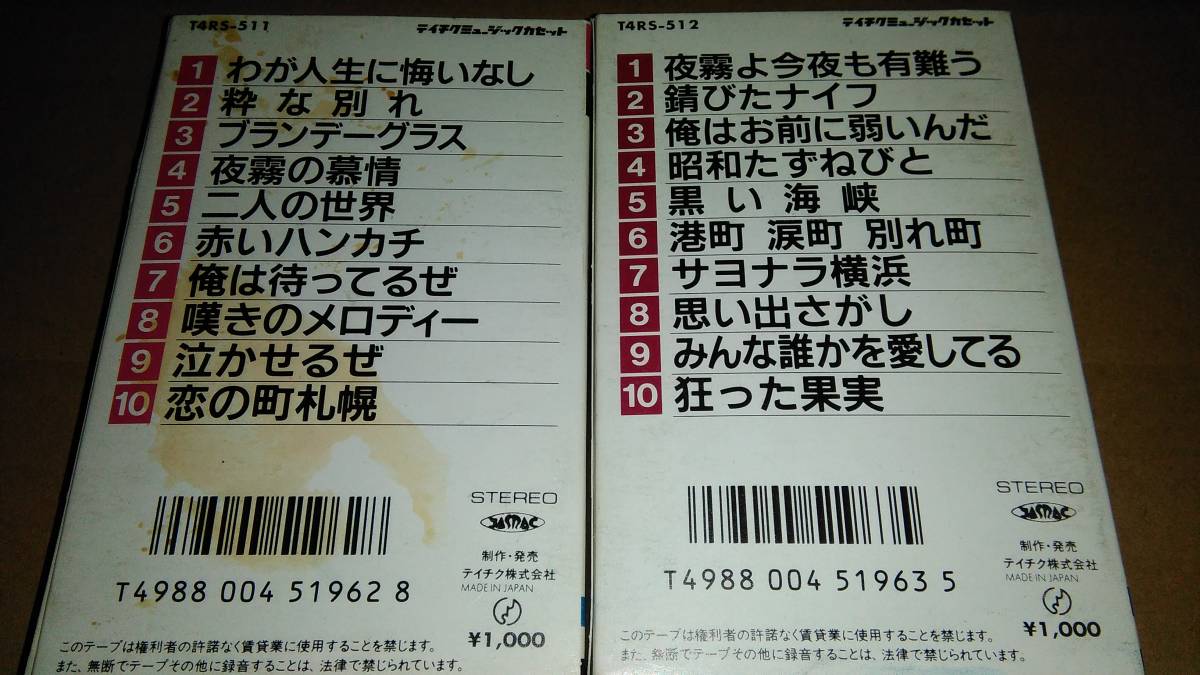 T4RS-511 テイチクミュージックカセット
1 わが人生に悔いなし
2 粋な別れ
3 ブランデーグラス
4 夜霧の慕情
5 二人の世界
6 赤いハンカチ
7 俺は待ってるぜ
8 嘆きのメロディー
9 泣かせるぜ
10 恋の町札幌
STEREO
JASRAC
制作・発売
テイチク株式会社
MADE IN JAPAN
T4988 004 51962 8
¥1,000
このテープは権利者の許諾なく賃貸業に使用することを禁じます。
また、無断でテープその他に録音することは、法律で禁じられています。
T4RS-512 テイチクミュージックカセット
1 夜霧よ今夜も有難う
2 錆びたナイフ
3 俺はお前に弱いんだ
4 昭和たずねびと
5 黒い海峡
6 港町 涙町 別れ町
7 サヨナラ横浜
8 思い出さがし
9 みんな誰かを愛してる
10 狂った果実
STEREO
JASRAC
制作・発売
テイチク株式会社
MADE IN JAPAN
T4988 004 51963 5
¥1,000
このテープは権利者の許諾なく賃貸業に使用することを禁じます。
また、無断でテープその他に録音することは、法律で禁じられています。